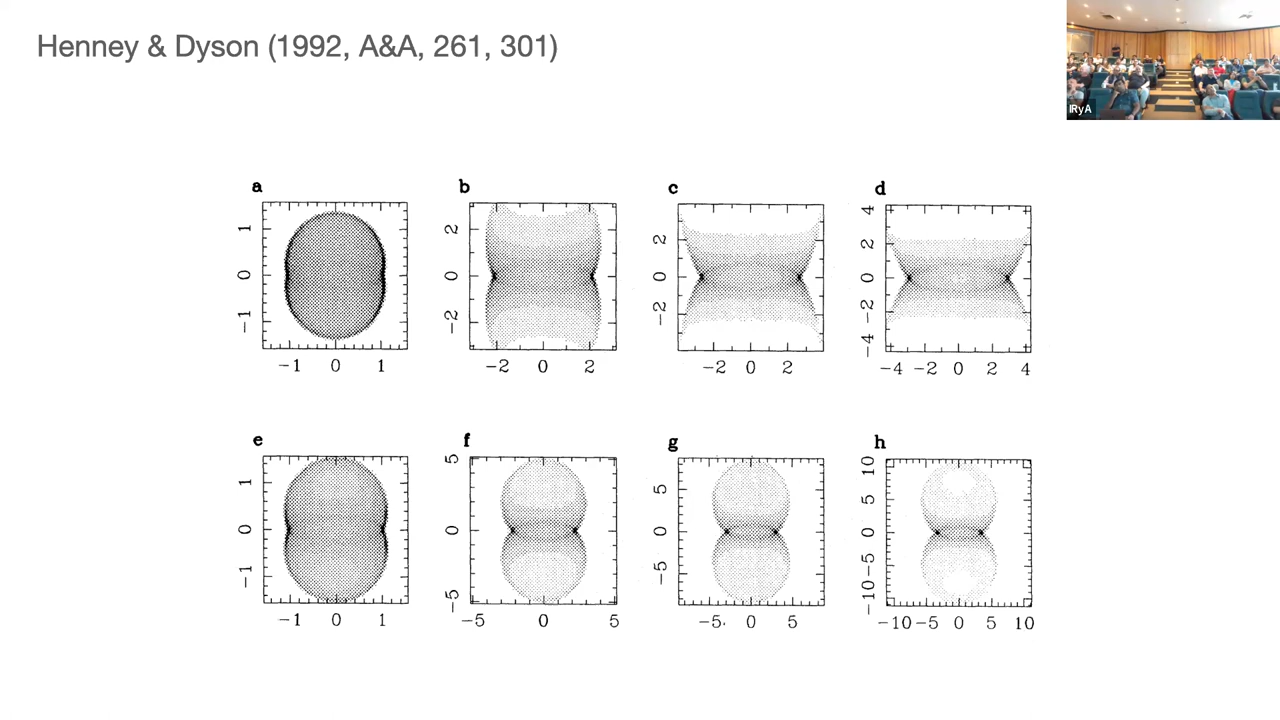 Henney & Dyson (1992, A&A, 261, 301)
IRyA
a b c d
1 0 −1
−1 0 1
2 0 −2
−2 0 2
2 0 −2
−2 0 2
4 2 0 −2 −4
−4 −2 0 2 4
e f g h
1 0 −1
−1 0 1
5 0 −5
−5 0 5
5 0 −5
−5 0 5
10 5 0 −5 −10
−10 −5 0 5 10